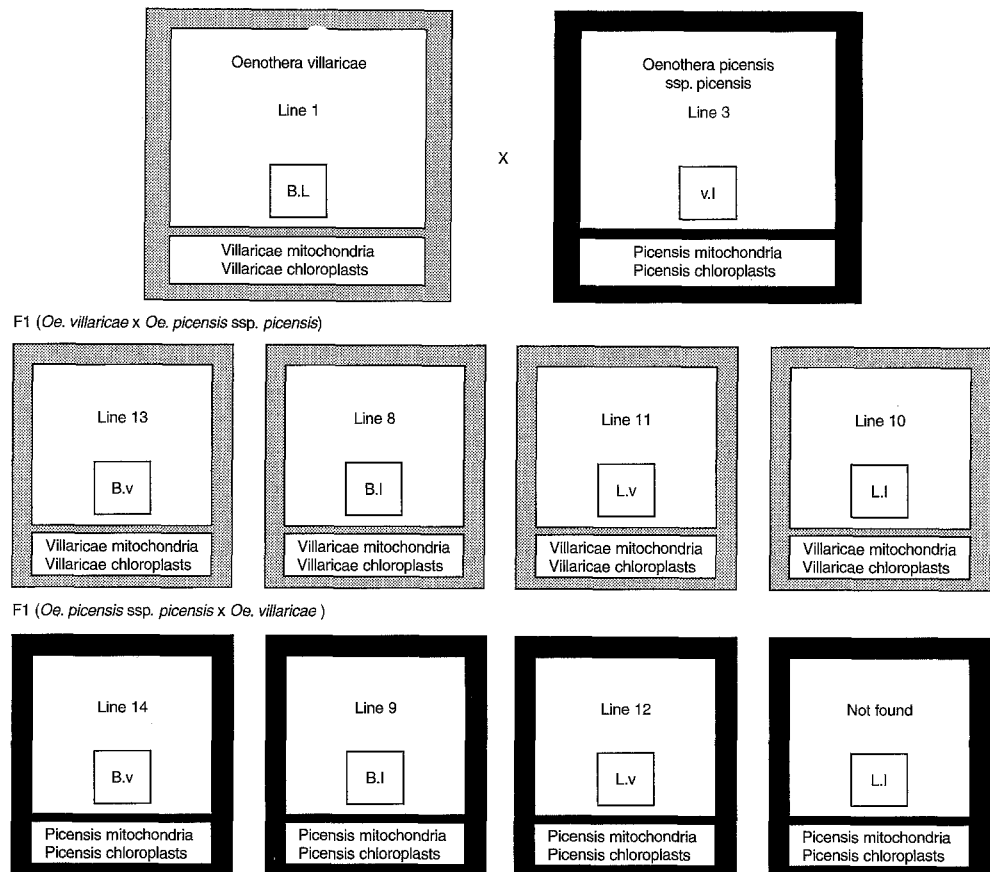 Oenothera villaricae
Line 1
B.L
Villaricae mitochondria
Villaricae chloroplasts
X
Oenothera picensis
ssp. picensis
Line 3
v.l
Picensis mitochondria
Picensis chloroplasts
F1 (Oe. villaricae x Oe. picensis ssp. picensis)
Line 13
B.v
Villaricae mitochondria
Villaricae chloroplasts
Line 8
B.l
Villaricae mitochondria
Villaricae chloroplasts
Line 11
L.v
Villaricae mitochondria
Villaricae chloroplasts
Line 10
L.l
Villaricae mitochondria
Villaricae chloroplasts
F1 (Oe. picensis ssp. picensis x Oe. villaricae )
Line 14
B.v
Picensis mitochondria
Picensis chloroplasts
Line 9
B.l
Picensis mitochondria
Picensis chloroplasts
Line 12
L.v
Picensis mitochondria
Picensis chloroplasts
Not found
L.l
Picensis mitochondria
Picensis chloroplasts